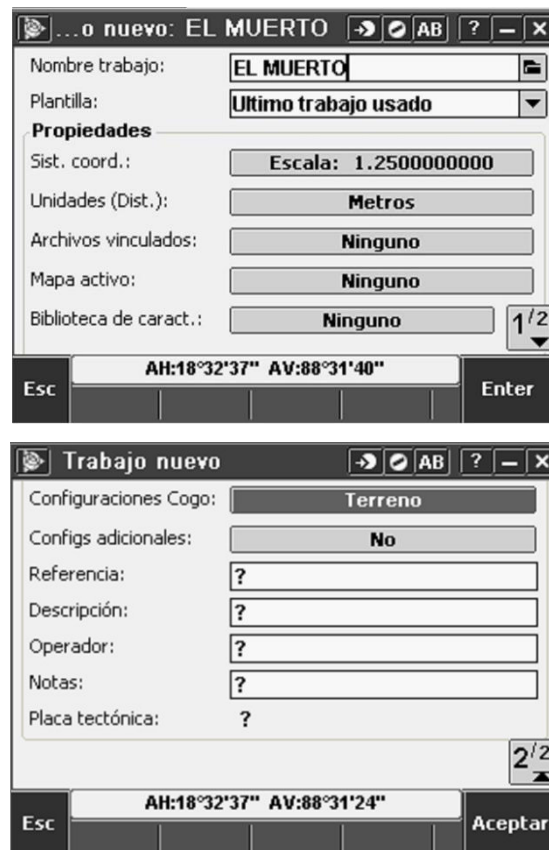 ...o nuevo: EL MUERTO AB ? – X
Nombre trabajo: EL MUERTO
Plantilla: Ultimo trabajo usado
Propiedades
Sist. coord.: Escala: 1.2500000000
Unidades (Dist.): Metros
Archivos vinculados: Ninguno
Mapa activo: Ninguno
Biblioteca de caract.: Ninguno 1/2
AH:18°32'37" AV:88°31'40"
Esc Enter
Trabajo nuevo AB ? – X
Configuraciones Cogo: Terreno
Configs adicionales: No
Referencia: ?
Descripción: ?
Operador: ?
Notas: ?
Placa tectónica: ?
2/2
AH:18°32'37" AV:88°31'24"
Esc Aceptar